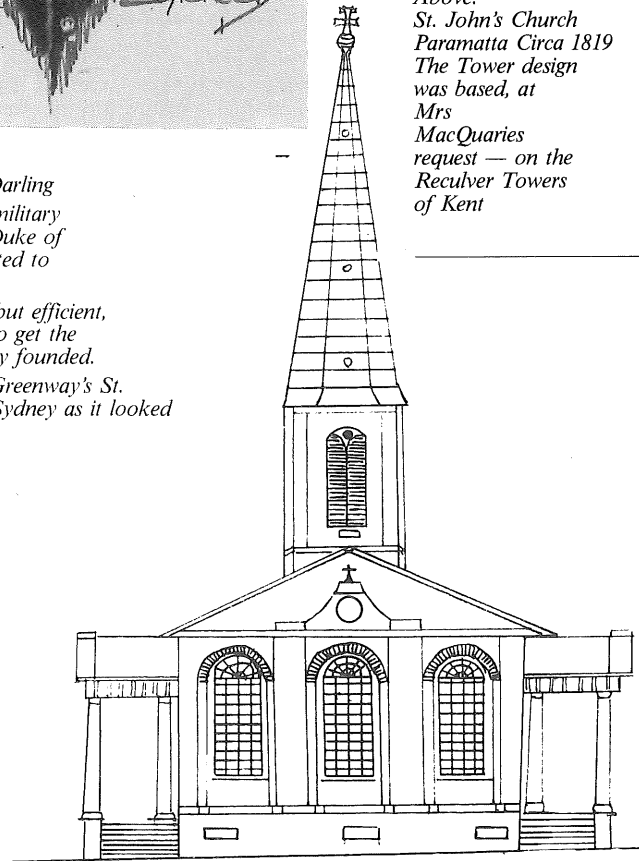 Above:
St. John's Church
Paramatta Circa 1819
The Tower design
was based, at
Mrs
MacQuaries
request — on the
Reculver Towers
of Kent
Darling
military
Duke of
to
but efficient,
get the
founded.
Greenway's St.
Sydney as it looked